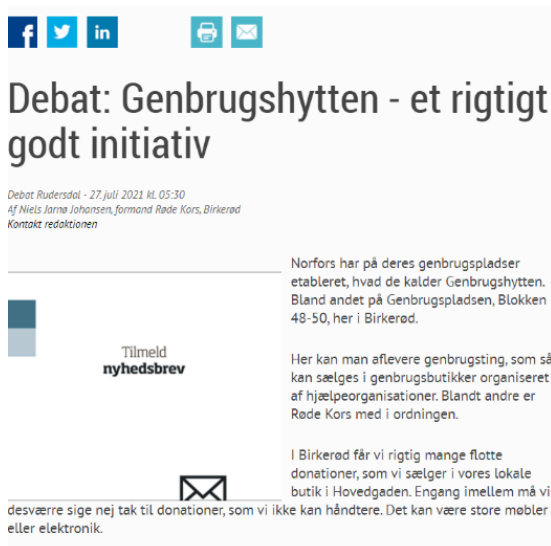 Debat: Genbrugshytten - et rigtigt
godt initiativ
Debat Rudersdal - 27. juli 2021 kl. 05:30
Af Niels Jarnø Johansen, formand Røde Kors, Birkerød
Kontakt redaktionen
Norfors har på deres genbrugspladser
etableret, hvad de kalder Genbrugshytten.
Bland andet på Genbrugspladsen, Blokken
48-50, her i Birkerød.
Tilmeld
nyhedsbrev
Her kan man aflevere genbrugsting, som så
kan sælges i genbrugsbutikker organiseret
af hjælpeorganisationer. Blandt andre er
Røde Kors med i ordningen.
I Birkerød får vi rigtig mange flotte
donationer, som vi sælger i vores lokale
butik i Hovedgaden. Engang imellem må vi
desværre sige nej tak til donationer, som vi ikke kan håndtere. Det kan være store møbler
eller elektronik.